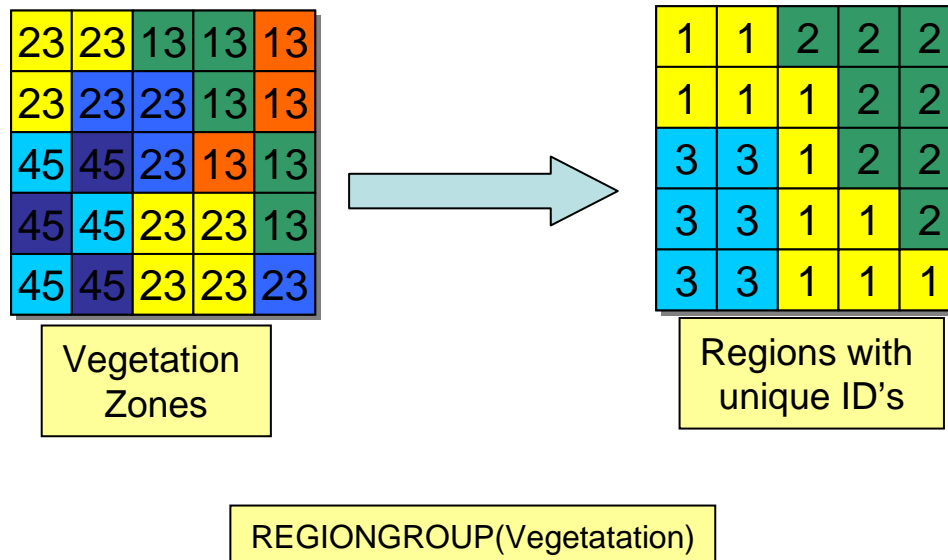 23 23 13 13 13
23 23 23 13 13
45 45 23 13 13
45 45 23 23 13
45 45 23 23 23
Vegetation
Zones
1 1 2 2 2
1 1 1 2 2
3 3 1 2 2
3 3 1 1 2
3 3 1 1 1
Regions with
unique ID's
REGIONGROUP(Vegetatation)